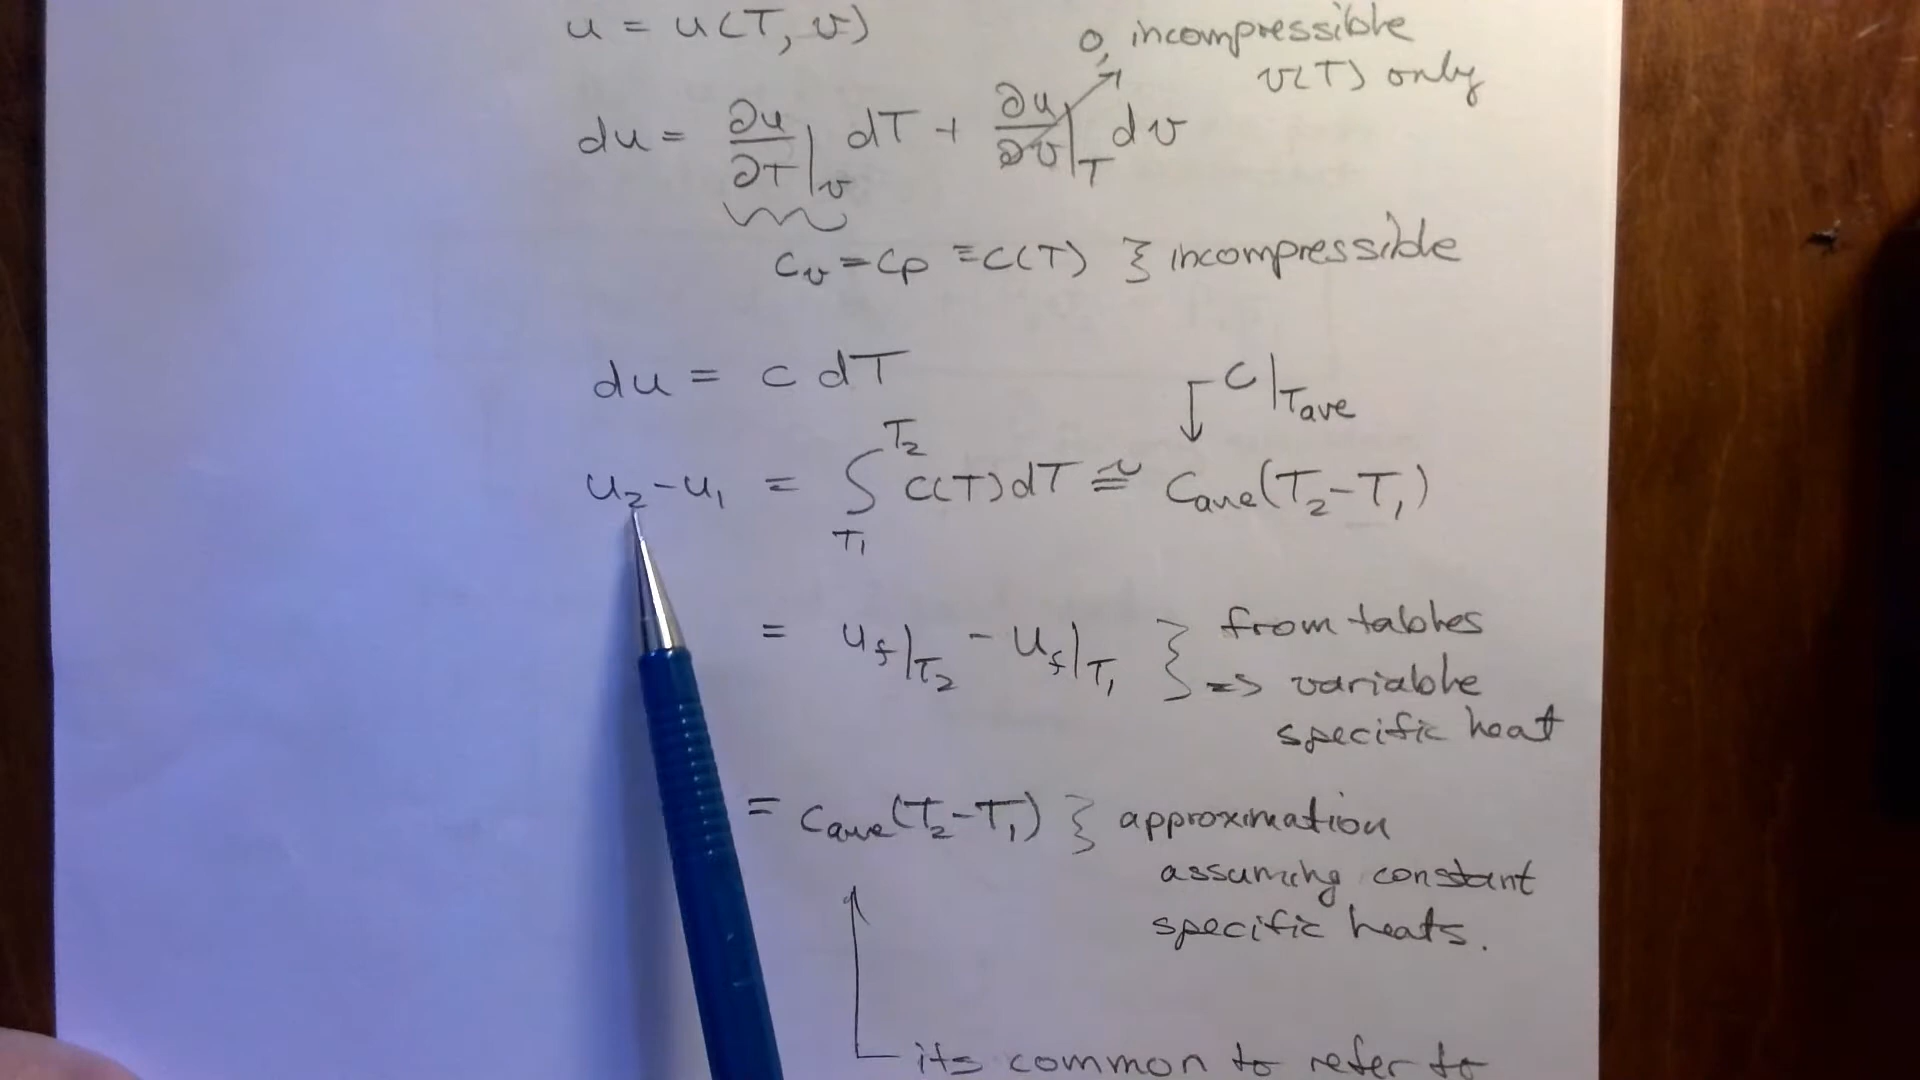 u = u(T, v)
0, incompressible
v(T) only
du = ∂u/∂T|v dT + ∂u/∂v|T dv
cv = cp ≡ c(T) } incompressible
du = c dT
c|Tave
u2 - u1 = ∫T1T2 c(T)dT ≅ cave(T2-T1)
= uf|T2 - uf|T1 } from tables
=> variable
specific heat
= cave(T2-T1) } approximation
assuming constant
specific heats.
its common to refer to